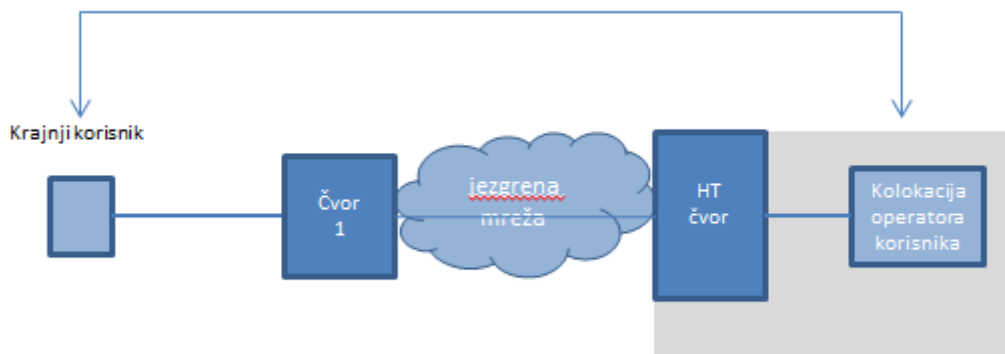 Krajnji korisnik
Čvor
1
jezgrena
mreža
HT
čvor
Kolokacija
operatora
korisnika